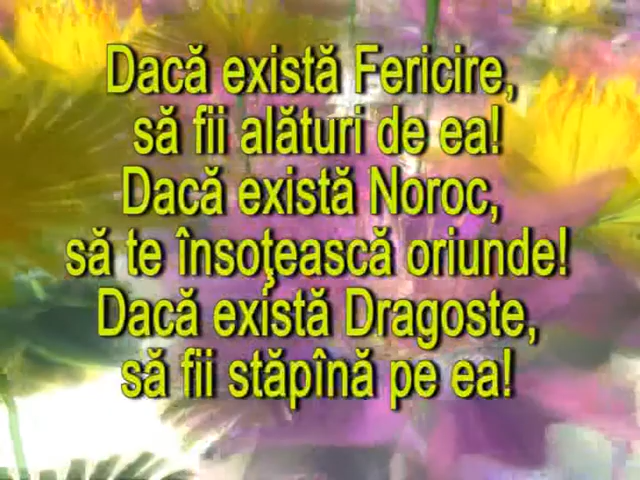 Dacă există Fericire,
să fii alături de ea!
Dacă există Noroc,
să te însoţească oriunde!
Dacă există Dragoste,
să fii stăpînă pe ea!